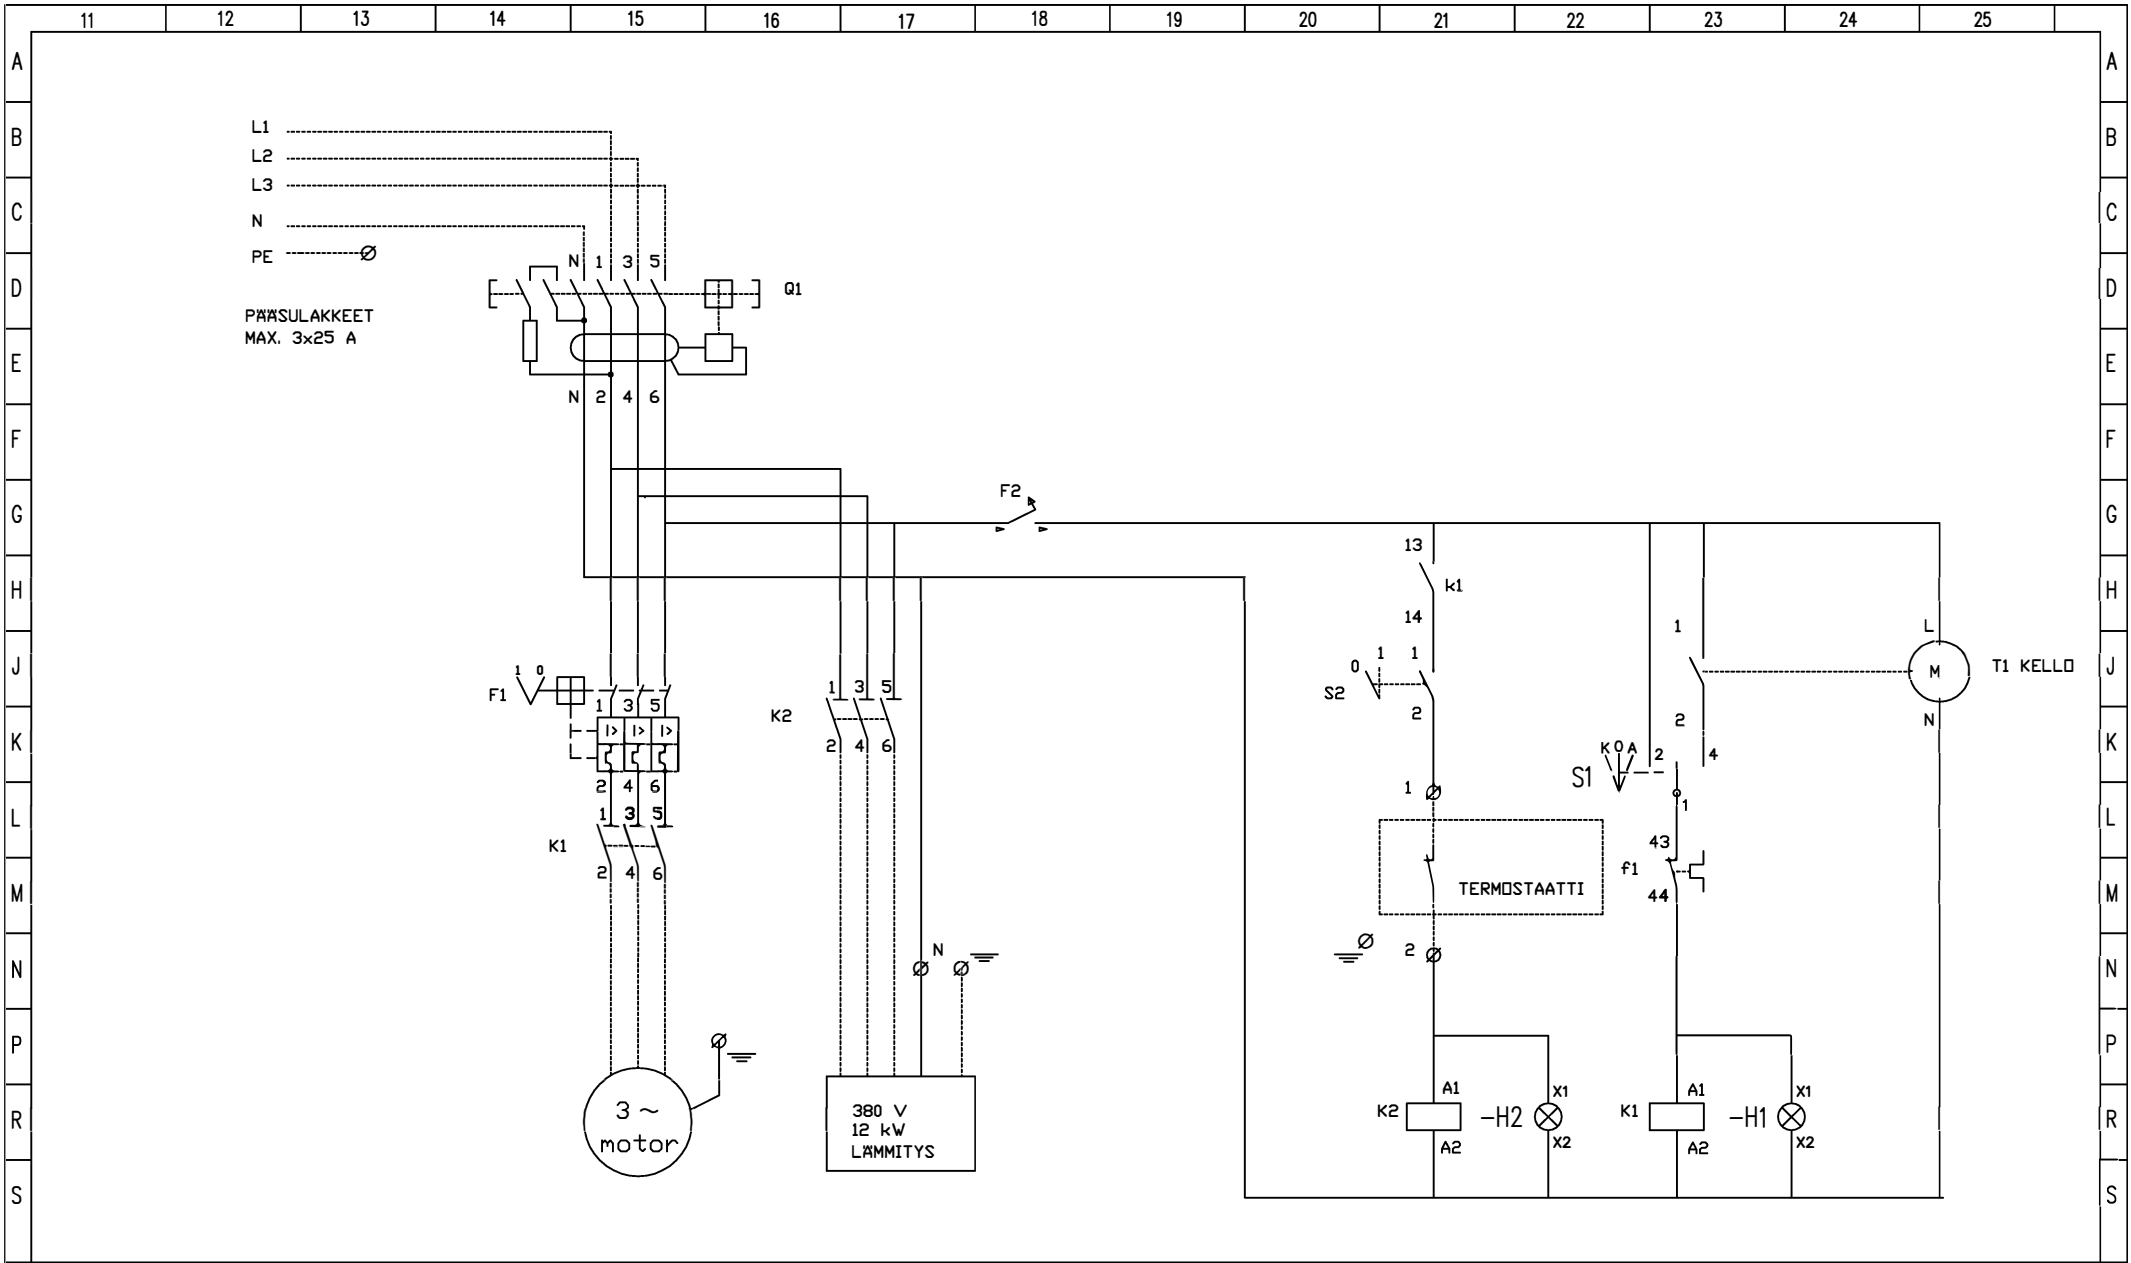 11 12 13 14 15 16 17 18 19 20 21 22 23 24 25
A A
B B
C C
D D
E E
F F
G G
H H
J J
K K
L L
M M
N N
P P
R R
S S
L1
L2
L3
N
PE
PÄÄSULAKKEET
MAX. 3x25 A
N 1 3 5
Q1
N 2 4 6
F2
1 0
F1
1 3 5
I> I> I>
2 4 6
1 3 5
K1
2 4 6
3 ~
motor
1 3 5
K2
2 4 6
N
380 V
12 kW
LÄMMITYS
13
k1
14
0 1 1
S2
2
1
TERMOSTAATTI
2
A1
K2
A2
-H2
X1
X2
1
2
K 0 A
2 4
S1
1
43
f1
44
A1
K1
A2
-H1
X1
X2
L
M
T1 KELLO
N